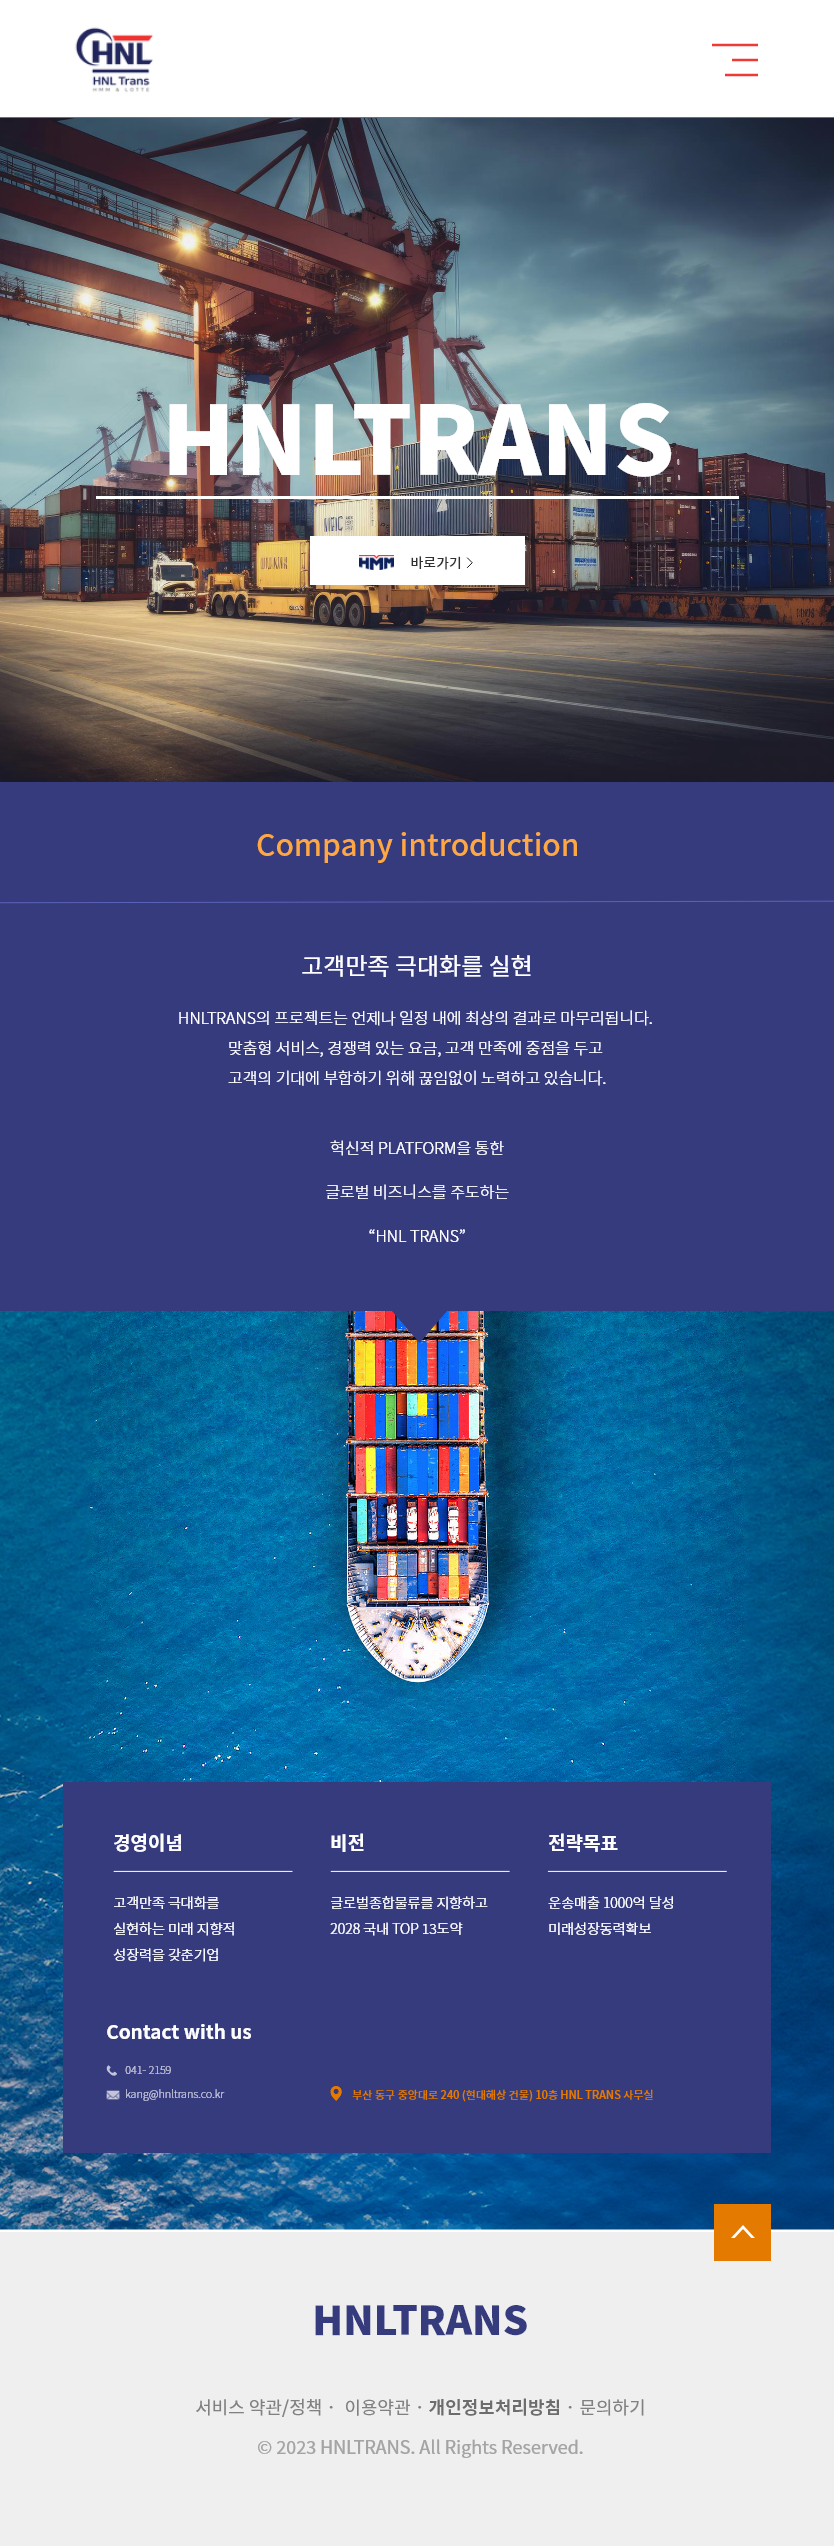 HNL
HNL Trans
HMM & LOTTE
HNLTRANS
HMM 바로가기
Company introduction
고객만족 극대화를 실현
HNLTRANS의 프로젝트는 언제나 일정 내에 최상의 결과로 마무리됩니다.
맞춤형 서비스, 경쟁력 있는 요금, 고객 만족에 중점을 두고
고객의 기대에 부합하기 위해 끊임없이 노력하고 있습니다.
혁신적 PLATFORM을 통한
글로벌 비즈니스를 주도하는
“HNL TRANS”
경영이념
고객만족 극대화를
실현하는 미래 지향적
성장력을 갖춘기업
비전
글로벌종합물류를 지향하고
2028 국내 TOP 13도약
전략목표
운송매출 1000억 달성
미래성장동력확보
Contact with us
041- 2159
kang@hnltrans.co.kr
부산 동구 중앙대로 240 (현대해상 건물) 10층 HNL TRANS 사무실
HNLTRANS
서비스 약관/정책 · 이용약관 · 개인정보처리방침 · 문의하기
© 2023 HNLTRANS. All Rights Reserved.